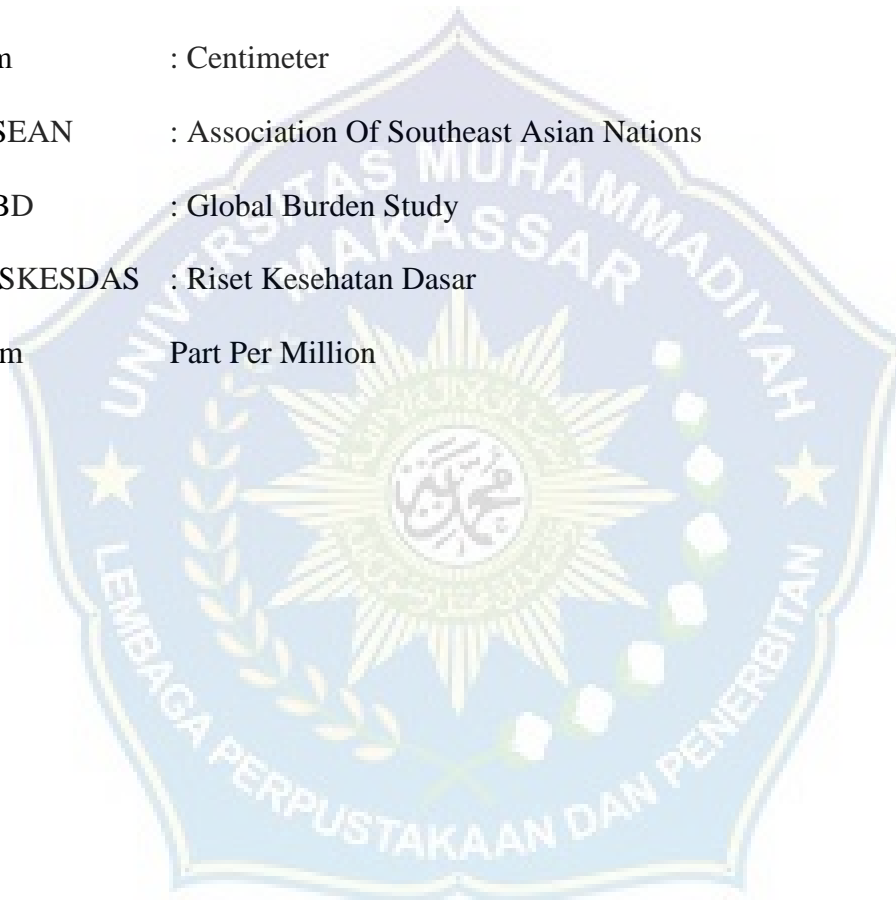 m : Centimeter
SEAN : Association Of Southeast Asian Nations
BD : Global Burden Study
SKESDAS : Riset Kesehatan Dasar
m Part Per Million
UNIVERSITAS MUHAMMADIYAH
MAKASSAR
LEMBAGA PERPUSTAKAAN DAN PENERBITAN